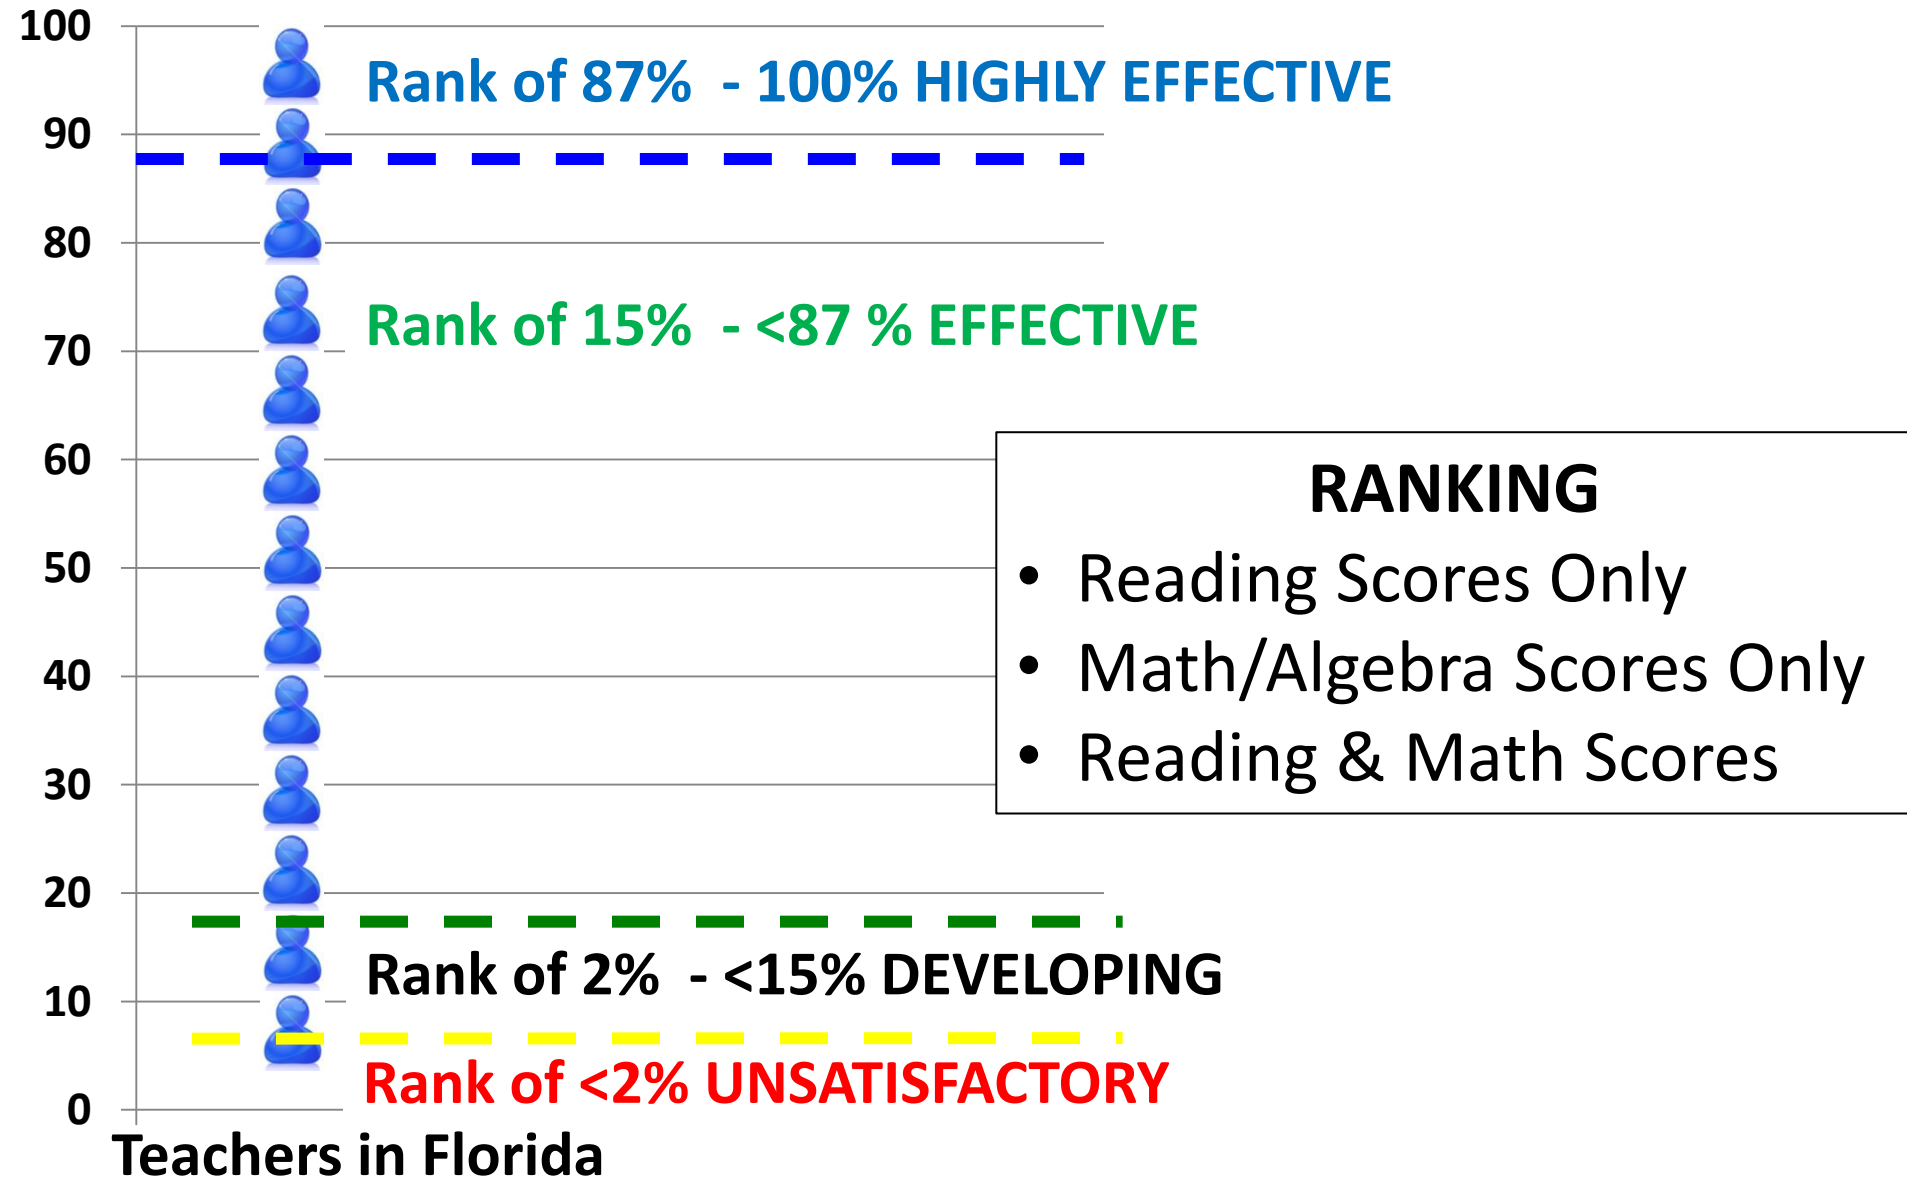 100
Rank of 87%  - 100% HIGHLY EFFECTIVE
90
80
Rank of 15%  - <87 % EFFECTIVE
70
60
50
40
30
20
Rank of 2%  - <15% DEVELOPING
10
Rank of <2% UNSATISFACTORY
0
Teachers in Florida
RANKING
• Reading Scores Only
• Math/Algebra Scores Only
• Reading & Math Scores